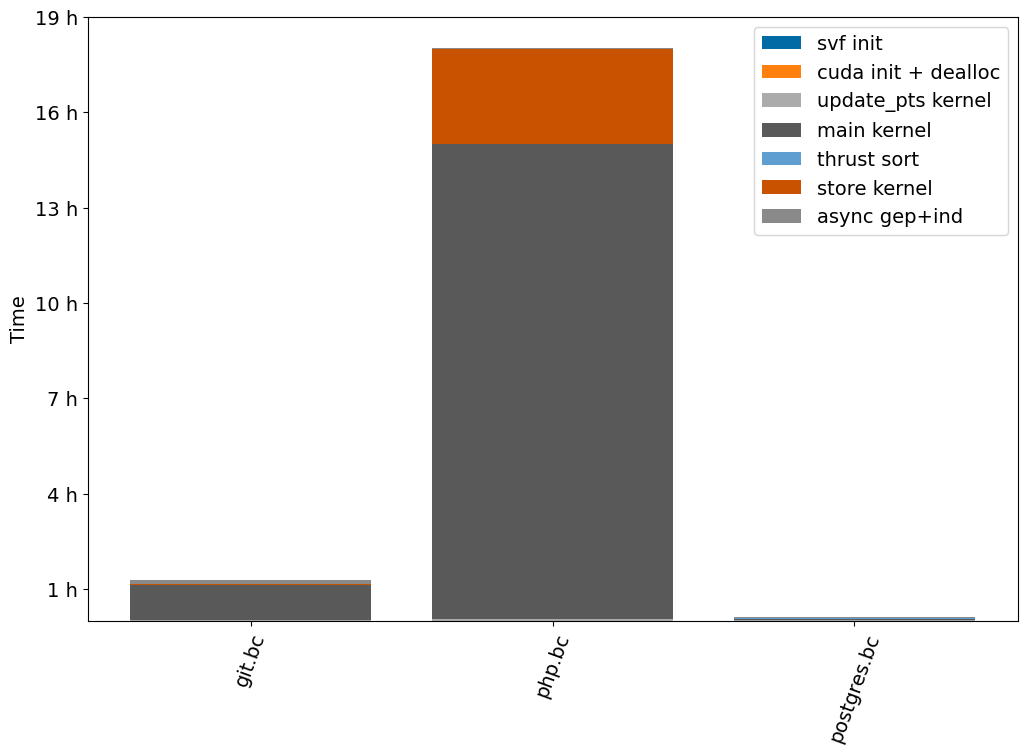 19 h
16 h
13 h
10 h
7 h
4 h
1 h
Time
svf init
cuda init + dealloc
update_pts kernel
main kernel
thrust sort
store kernel
async gep+ind
git.bc
php.bc
postgres.bc